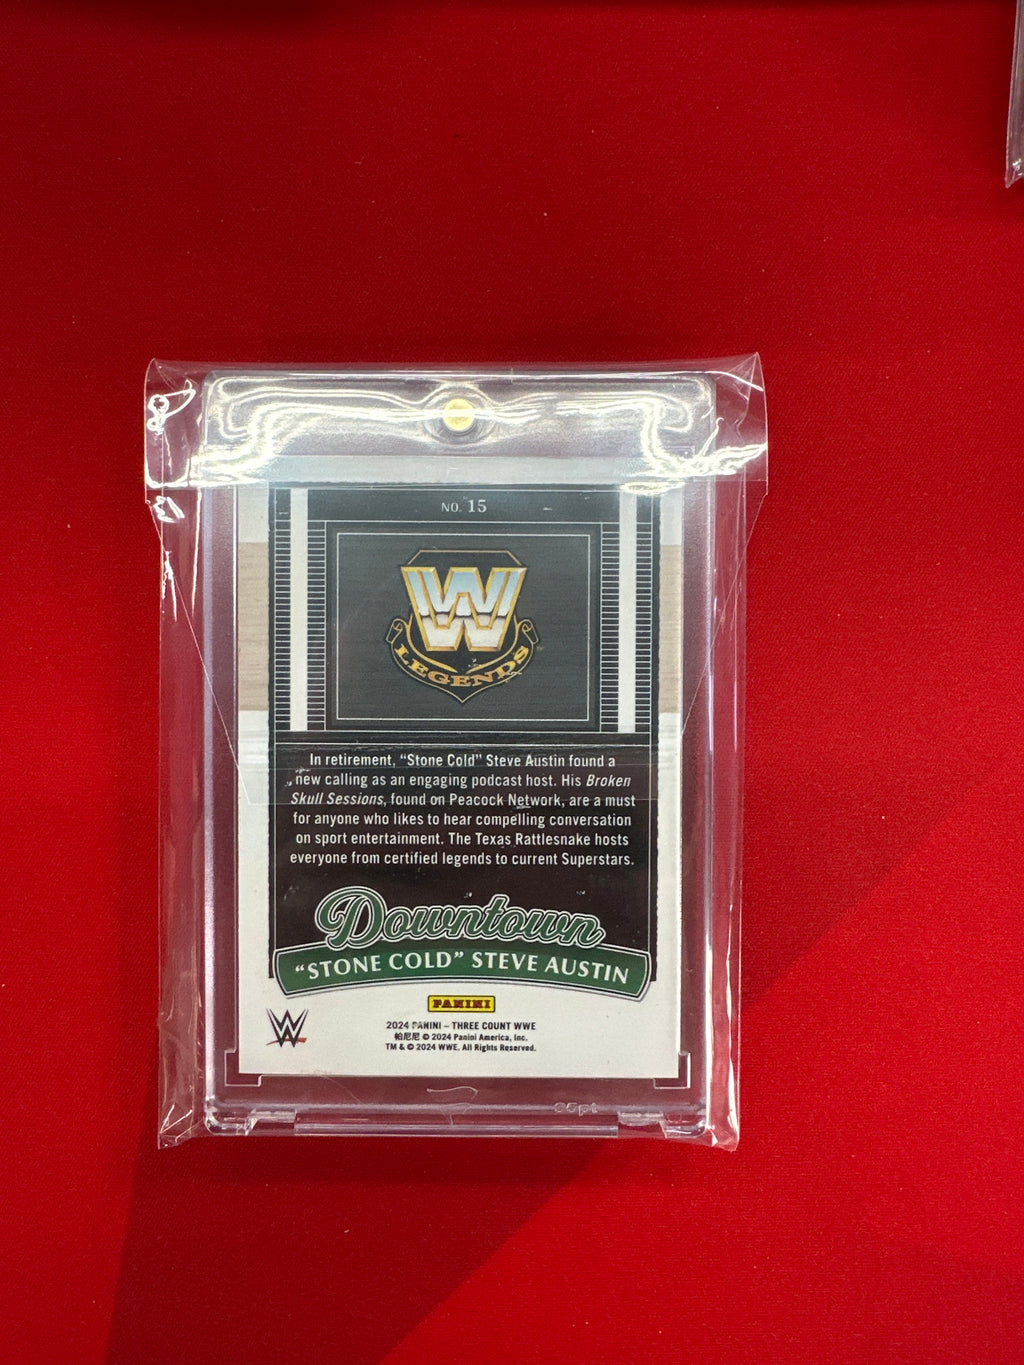 NO. 15
W
LEGENDS
In retirement, “Stone Cold” Steve Austin found a
new calling as an engaging podcast host. His Broken
Skull Sessions, found on Peacock Network, are a must
for anyone who likes to hear compelling conversation
on sport entertainment. The Texas Rattlesnake hosts
everyone from certified legends to current Superstars.
Downtown
“STONE COLD” STEVE AUSTIN
PANINI
W
2024 PANINI – THREE COUNT WWE
帕尼尼 © 2024 Panini America, Inc.
TM & © 2024 WWE. All Rights Reserved.
35pt